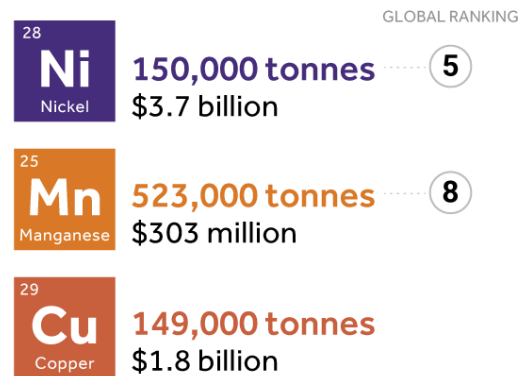 GLOBAL RANKING
28
Ni
Nickel
150,000 tonnes
5
$3.7 billion
25
Mn
Manganese
523,000 tonnes
8
$303 million
29
Cu
Copper
149,000 tonnes
$1.8 billion